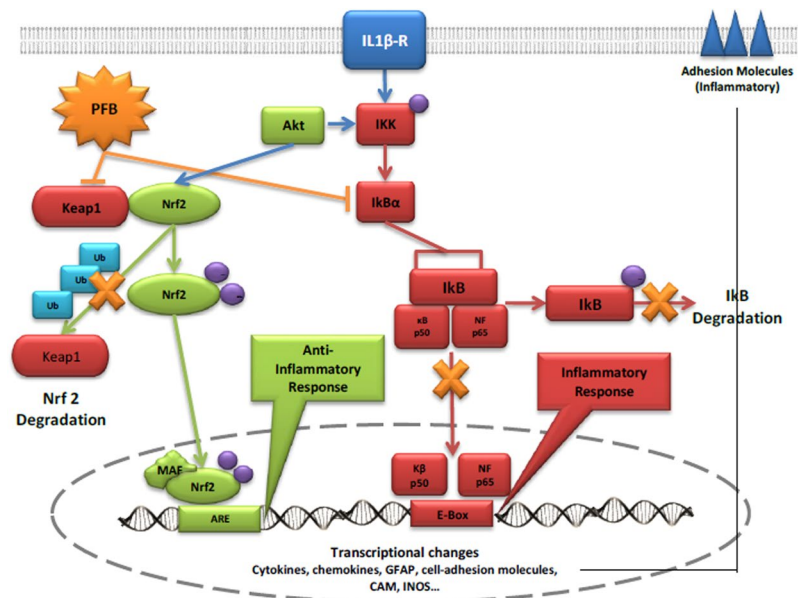 IL1β-R
Adhesion Molecules
(Inflammatory)
PFB
Akt
IKK
Keap1
Nrf2
IkBα
Ub
Ub
Ub
Nrf2
IkB
κB
p50
NF
p65
IkB
IkB
Degradation
Keap1
Nrf 2
Degradation
Anti-
Inflammatory
Response
Inflammatory
Response
MAF
Nrf2
Kβ
p50
NF
p65
ARE
E-Box
Transcriptional changes
Cytokines, chemokines, GFAP, cell-adhesion molecules,
CAM, INOS...